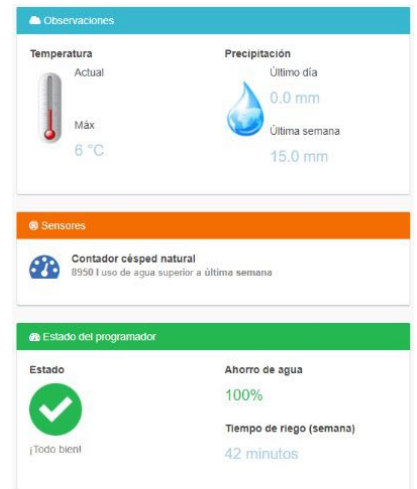 Observaciones
Temperatura
Actual
Máx
6 °C
Precipitación
Último día
0.0 mm
Última semana
15.0 mm
Sensores
Contador césped natural
8950 l uso de agua superior a última semana
Estado del programador
Estado
¡Todo bien!
Ahorro de agua
100%
Tiempo de riego (semana)
42 minutos